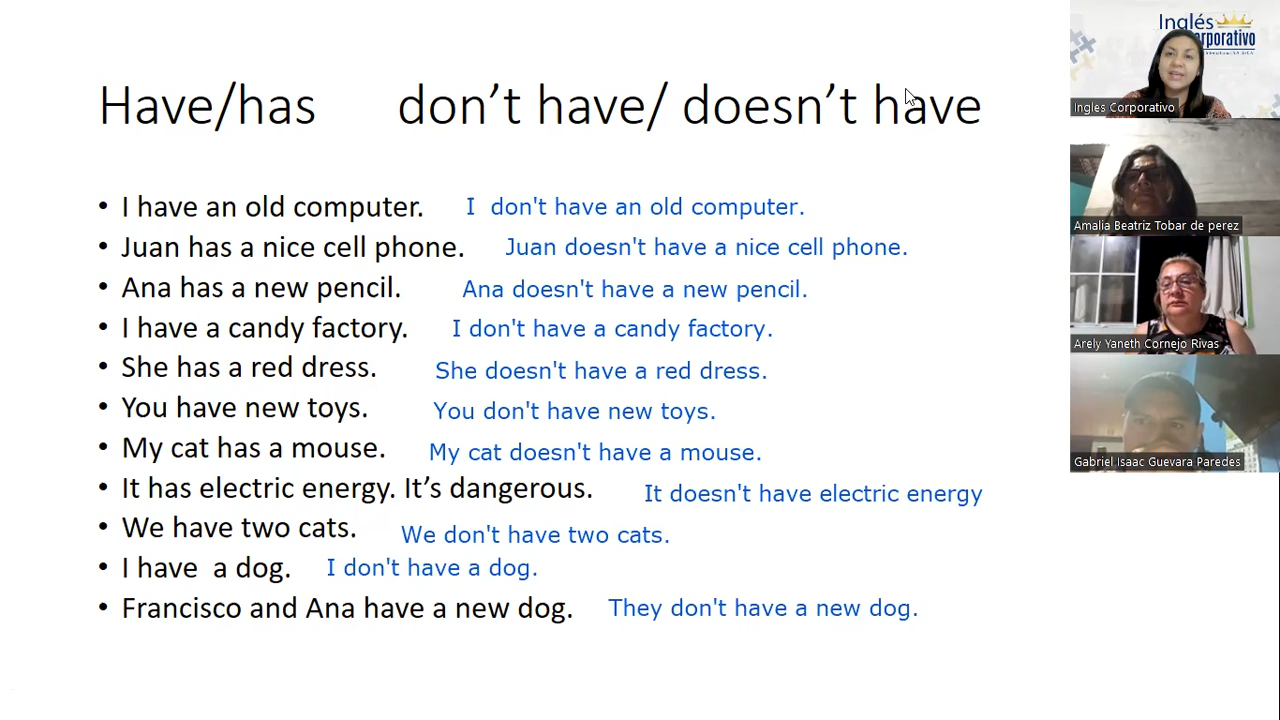 Have/has don't have/ doesn't have
• I have an old computer. I don't have an old computer.
• Juan has a nice cell phone. Juan doesn't have a nice cell phone.
• Ana has a new pencil. Ana doesn't have a new pencil.
• I have a candy factory. I don't have a candy factory.
• She has a red dress. She doesn't have a red dress.
• You have new toys. You don't have new toys.
• My cat has a mouse. My cat doesn't have a mouse.
• It has electric energy. It's dangerous. It doesn't have electric energy
• We have two cats. We don't have two cats.
• I have a dog. I don't have a dog.
• Francisco and Ana have a new dog. They don't have a new dog.
Inglés
Ingles Corporativo
Amalia Beatriz Tobar de perez
Arely Yaneth Cornejo Rivas
Gabriel Isaac Guevara Paredes